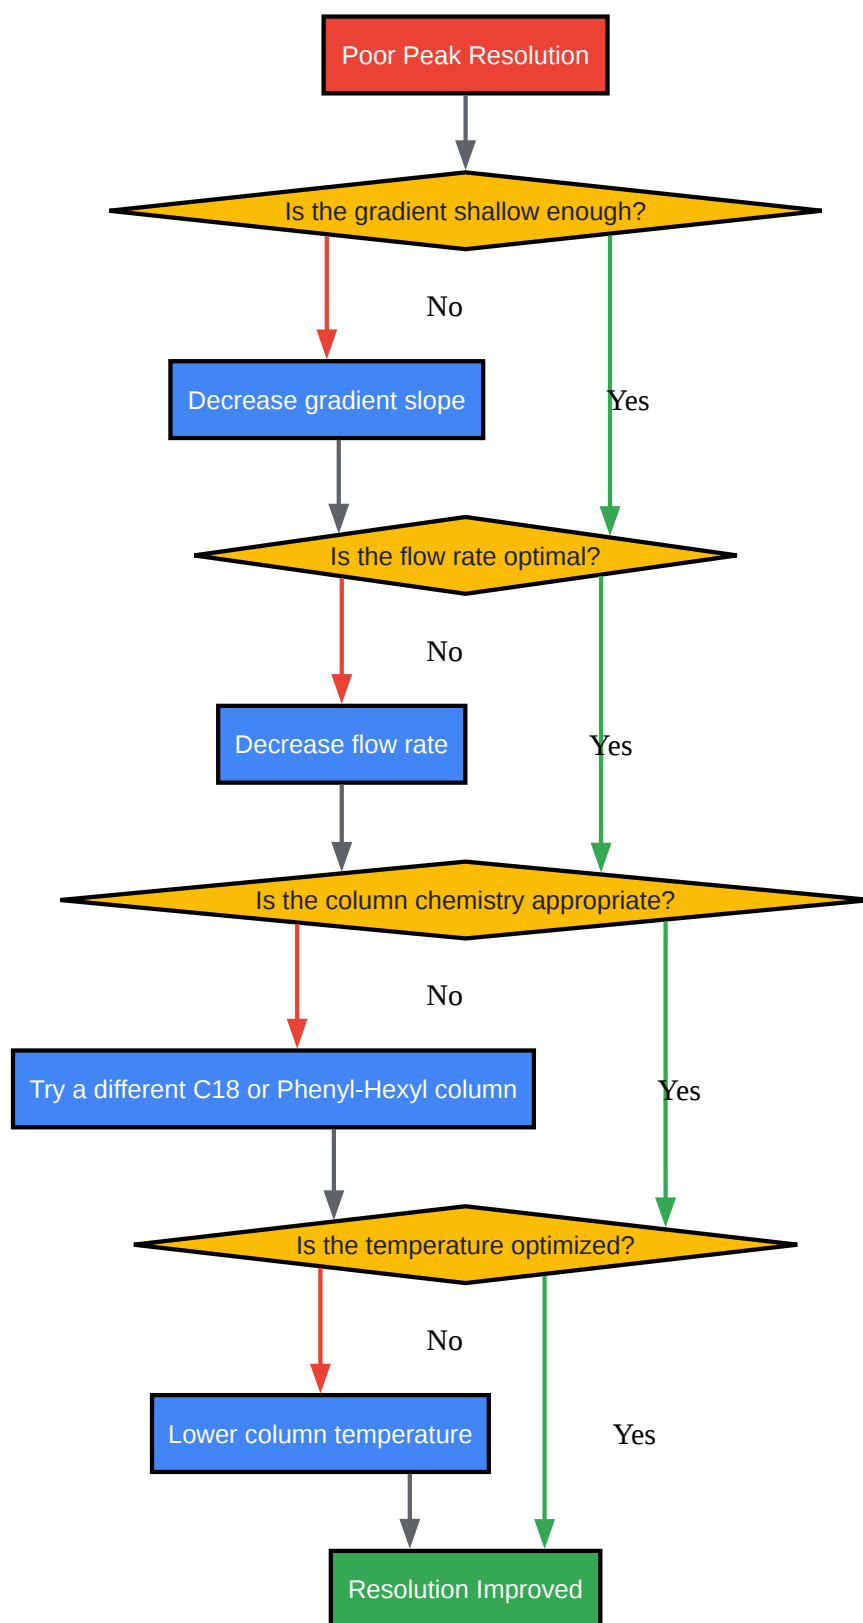 Poor Peak Resolution
Is the gradient shallow enough?
No
Decrease gradient slope
Yes
Is the flow rate optimal?
No
Decrease flow rate
Yes
Is the column chemistry appropriate?
No
Try a different C18 or Phenyl-Hexyl column
Yes
Is the temperature optimized?
No
Lower column temperature
Yes
Resolution Improved